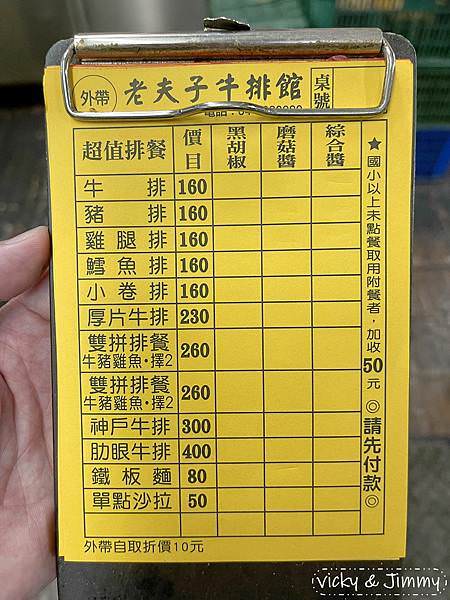 外帶 老夫子牛排館 桌號
電話：04
超值排餐 價目 黑胡椒 磨菇醬 綜合醬
牛排 160
豬排 160
雞腿排 160
鱈魚排 160
小卷排 160
厚片牛排 230
雙拼排餐 260
牛豬雞魚‧擇2
雙拼排餐 260
牛豬雞魚‧擇2
神戶牛排 300
肋眼牛排 400
鐵板麵 80
單點沙拉 50
外帶自取折價10元
★國小以上未點餐取用附餐者，加收50元◎請先付款◎
Vicky & Jimmy